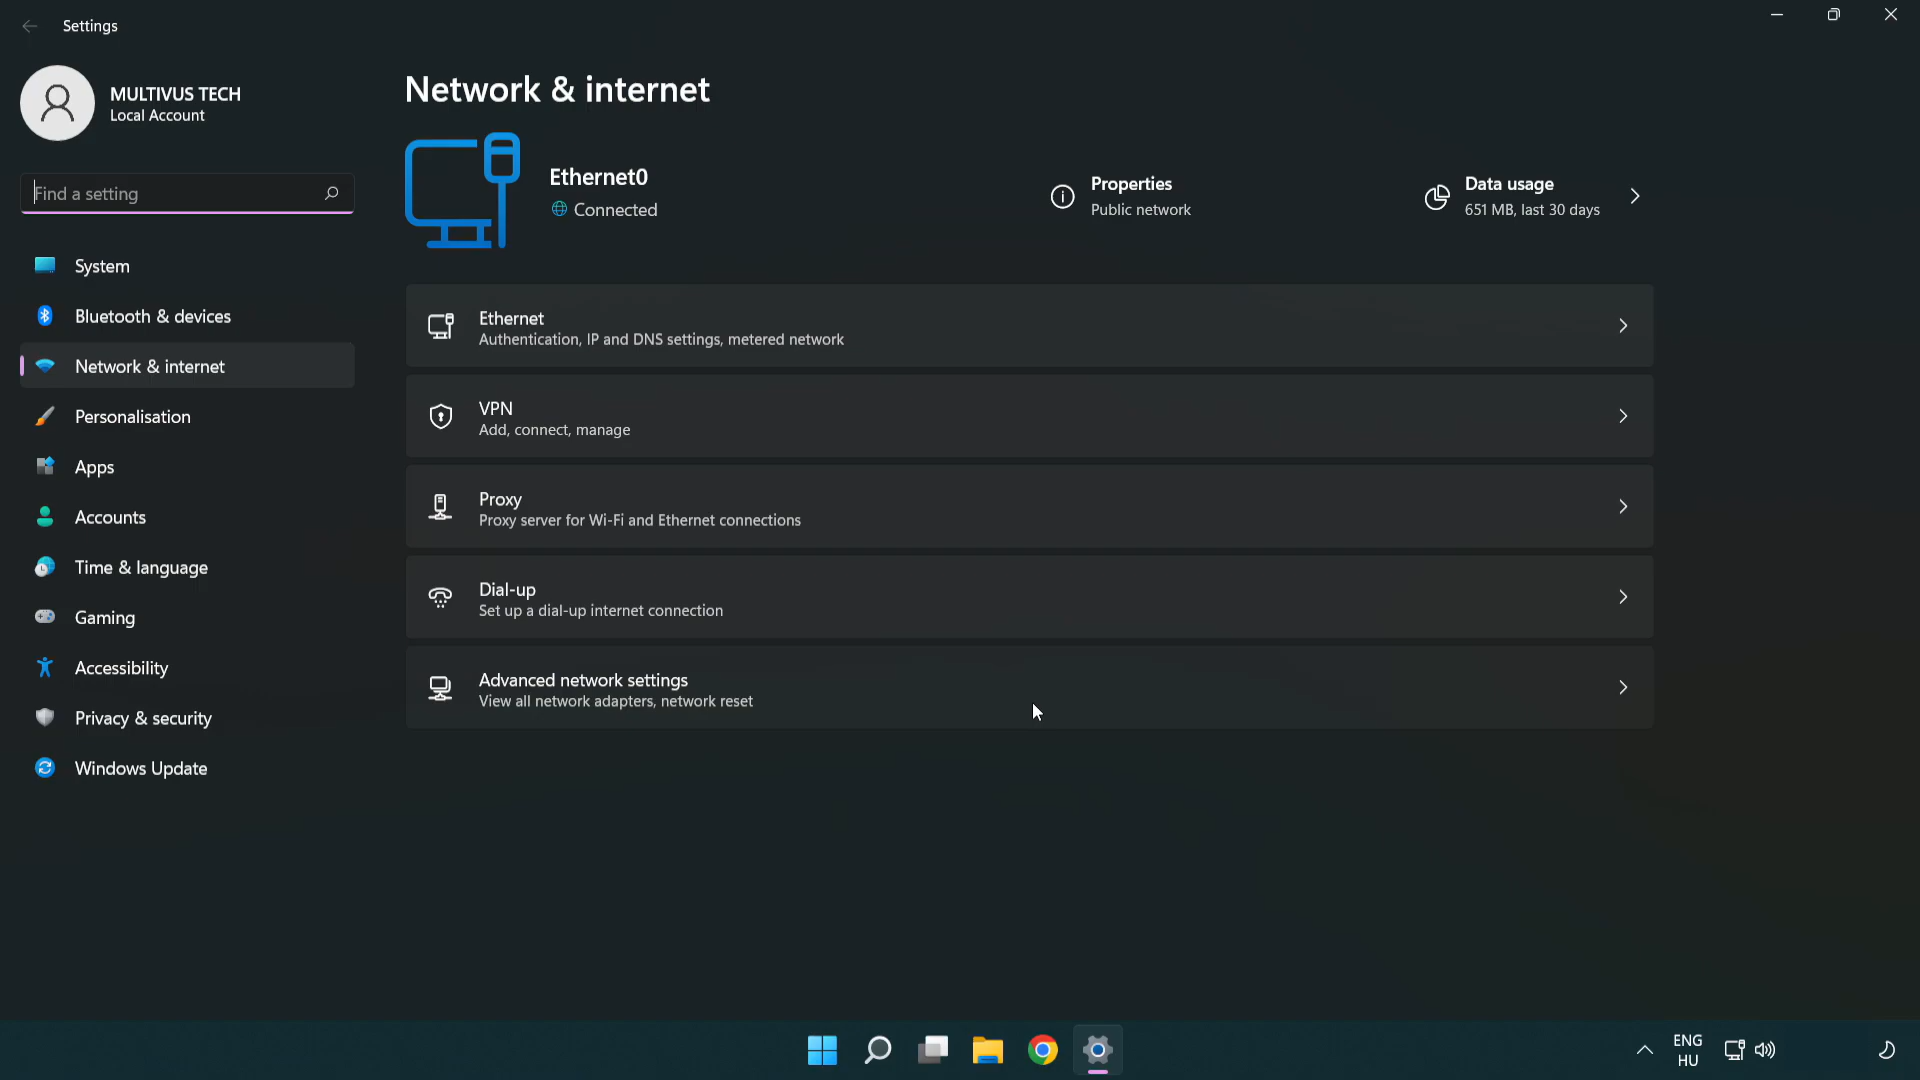 Settings
MULTIVUS TECH
Local Account
Find a setting
System
Bluetooth & devices
Network & internet
Personalisation
Apps
Accounts
Time & language
Gaming
Accessibility
Privacy & security
Windows Update
Network & internet
Ethernet0
Connected
Properties
Public network
Data usage
651 MB, last 30 days
Ethernet
Authentication, IP and DNS settings, metered network
VPN
Add, connect, manage
Proxy
Proxy server for Wi-Fi and Ethernet connections
Dial-up
Set up a dial-up internet connection
Advanced network settings
View all network adapters, network reset
ENG
HU